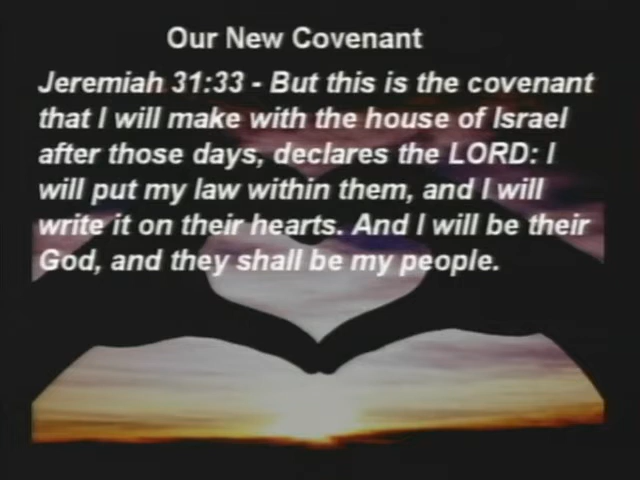 Our New Covenant
Jeremiah 31:33 - But this is the covenant
that I will make with the house of Israel
after those days, declares the LORD: I
will put my law within them, and I will
write it on their hearts. And I will be their
God, and they shall be my people.